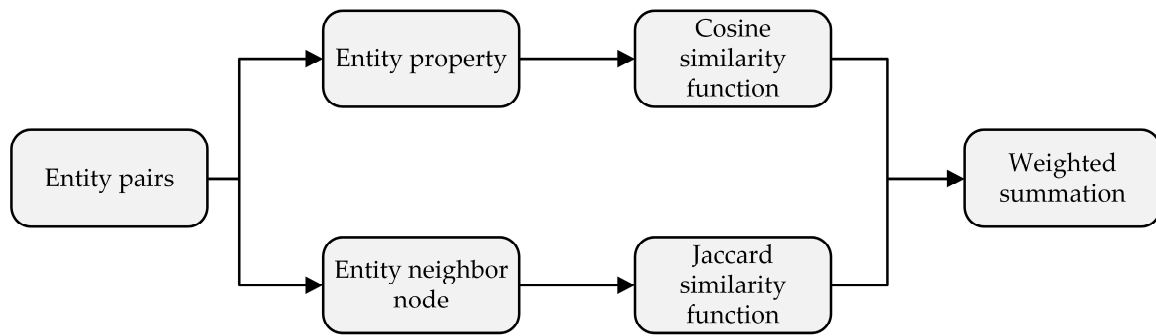 Entity pairs
Entity property
Cosine
similarity
function
Entity neighbor
node
Jaccard
similarity
function
Weighted
summation